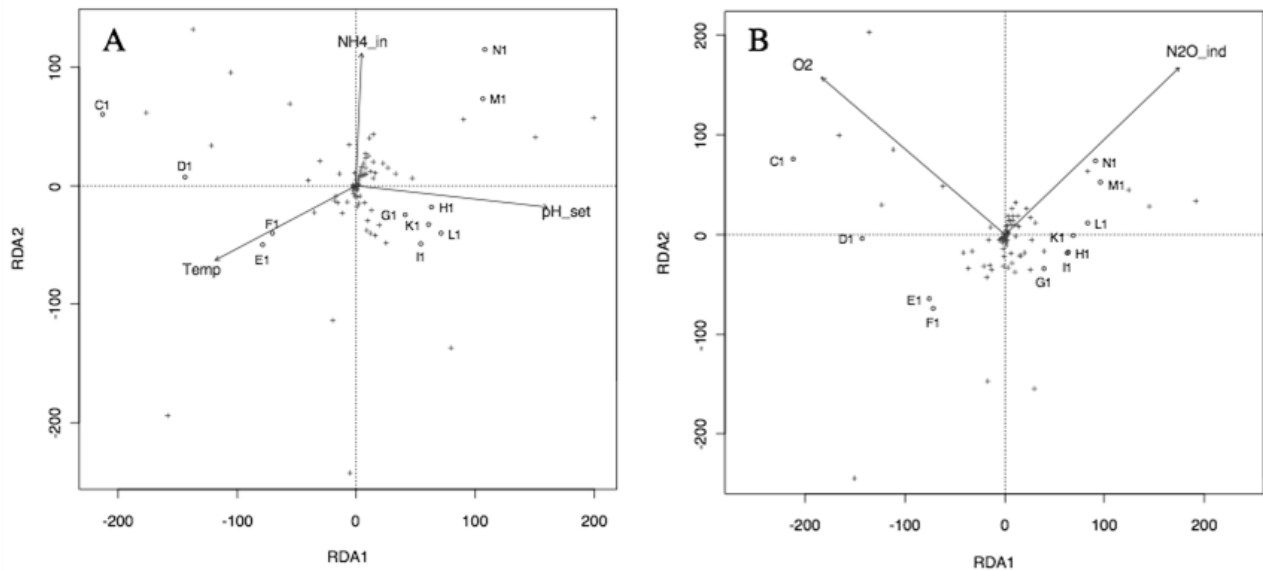 A
NH4_in
N1
M1
C1
D1
F1
E1
Temp
G1
H1
K1
L1
I1
pH_set
RDA2
100
0
-100
-200
-200
-100
0
100
200
RDA1
B
O2
N2O_ind
C1
N1
M1
L1
K1
D1
H1
I1
G1
E1
F1
RDA2
200
100
0
-100
-200
-200
-100
0
100
200
RDA1